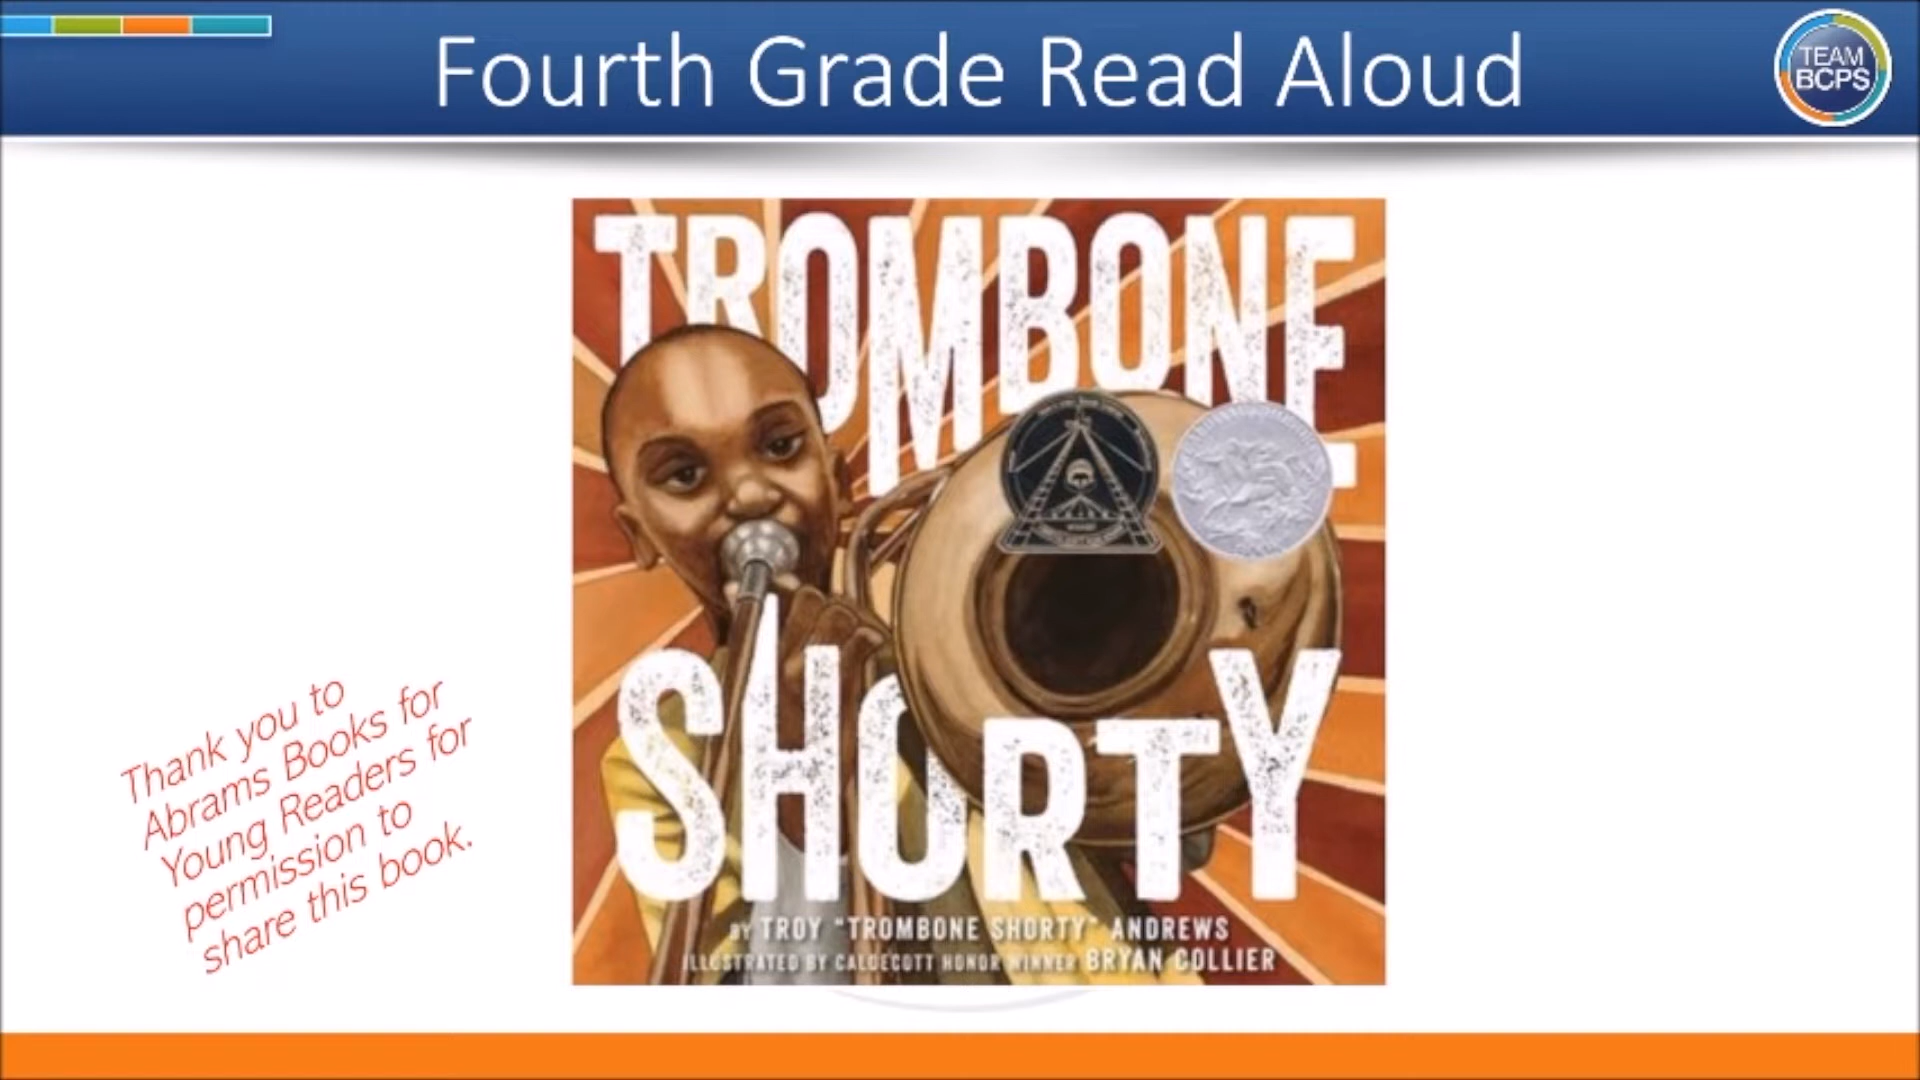 Fourth Grade Read Aloud
TEAM
BCPS
TROMBONE
SHORTY
BY TROY "TROMBONE SHORTY" ANDREWS
ILLUSTRATED BY CALDECOTT HONOR WINNER BRYAN COLLIER
Thank you to
Abrams Books for
Young Readers for
permission to
share this book.